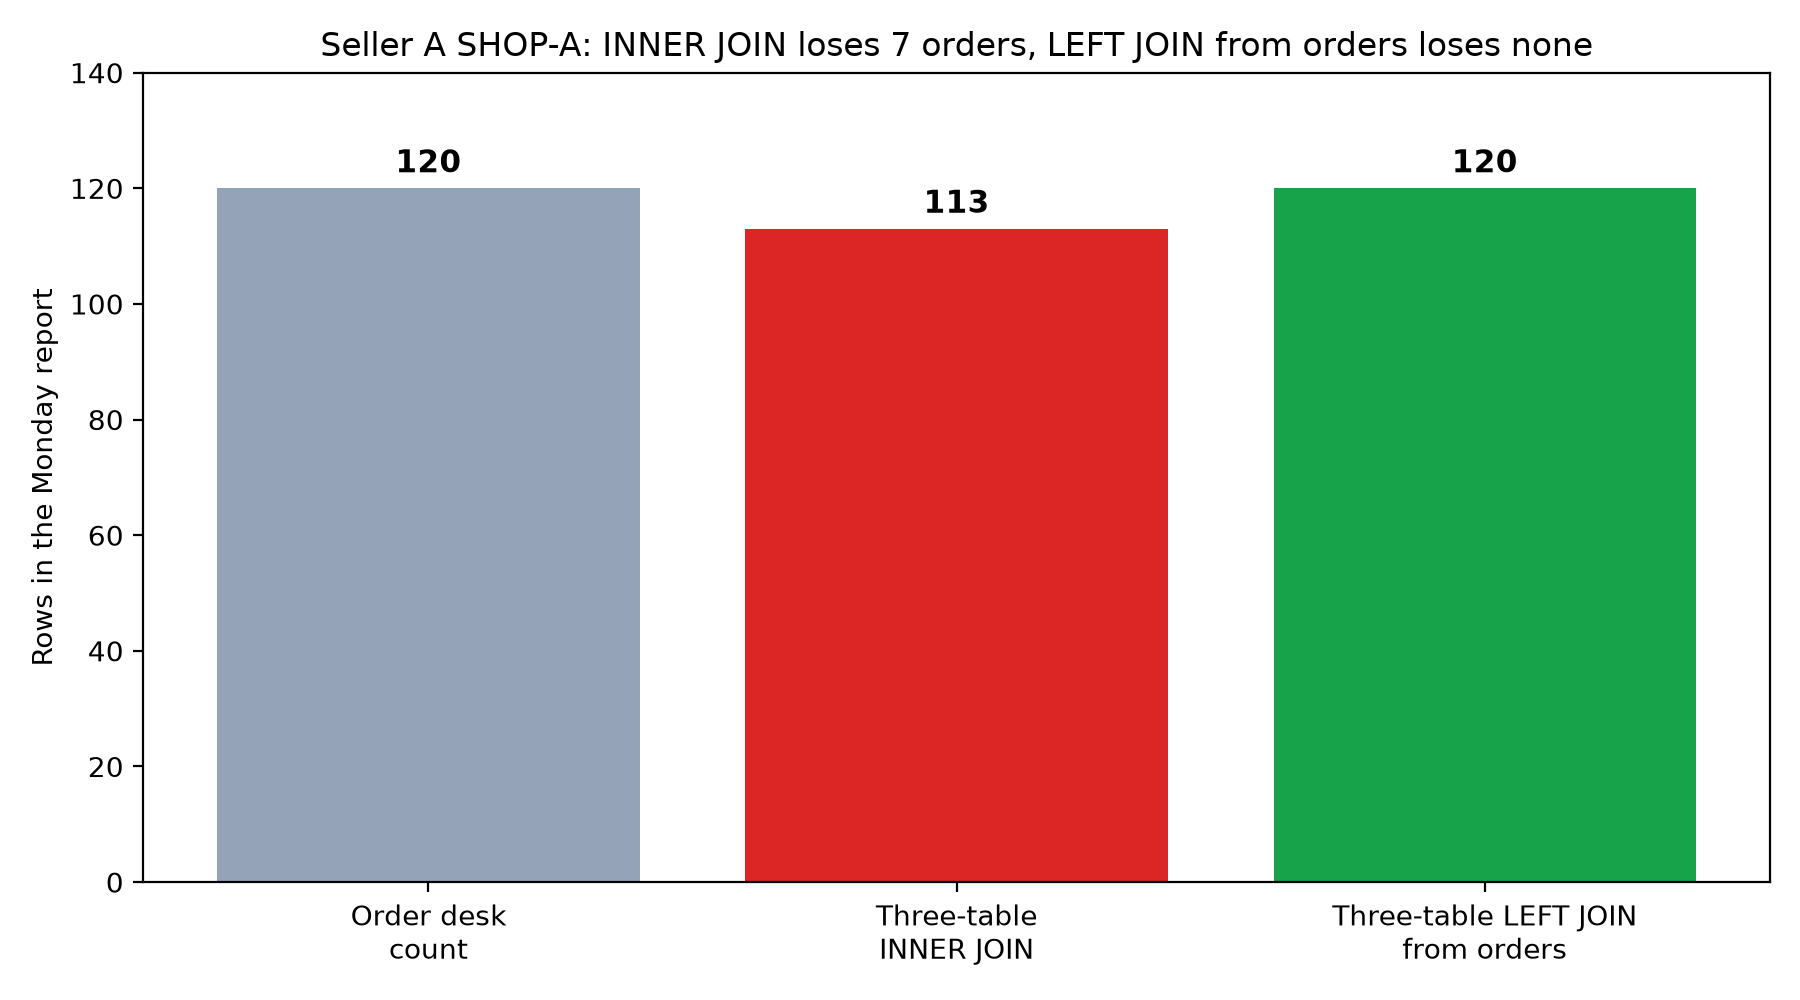 Seller A SHOP-A: INNER JOIN loses 7 orders, LEFT JOIN from orders loses none
Rows in the Monday report
140
120
100
80
60
40
20
0
120
113
120
Order desk
count
Three-table
INNER JOIN
Three-table LEFT JOIN
from orders